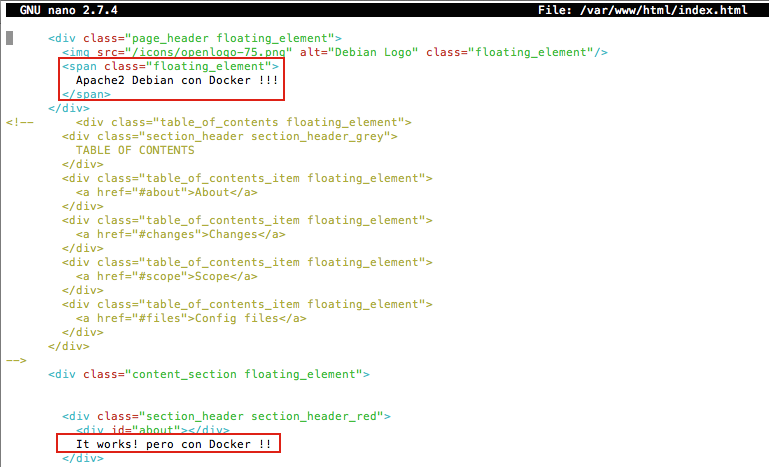 GNU nano 2.7.4 File: /var/www/html/index.html
<div class="page_header floating_element">
<img src="/icons/openlogo-75.png" alt="Debian Logo" class="floating_element"/>
<span class="floating_element">
Apache2 Debian con Docker !!!
</span>
</div>
<!-- <div class="table_of_contents floating_element">
<div class="section_header section_header_grey">
TABLE OF CONTENTS
</div>
<div class="table_of_contents_item floating_element">
<a href="#about">About</a>
</div>
<div class="table_of_contents_item floating_element">
<a href="#changes">Changes</a>
</div>
<div class="table_of_contents_item floating_element">
<a href="#scope">Scope</a>
</div>
<div class="table_of_contents_item floating_element">
<a href="#files">Config files</a>
</div>
</div>
-->
<div class="content_section floating_element">
<div class="section_header section_header_red">
<div id="about"></div>
It works! pero con Docker !!
</div>